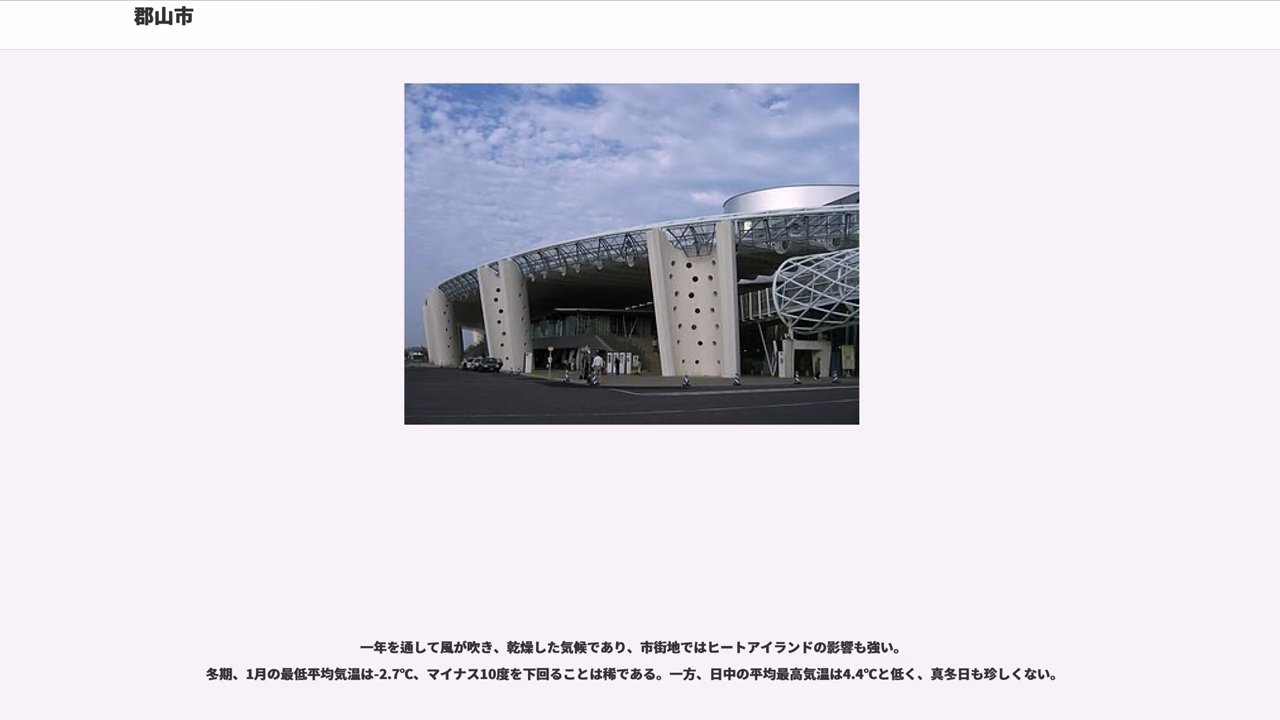 郡山市
一年を通して風が吹き、乾燥した気候であり、市街地ではヒートアイランドの影響も強い。
冬期、1月の最低平均気温は-2.7℃、マイナス10度を下回ることは稀である。一方、日中の平均最高気温は4.4℃と低く、真冬日も珍しくない。